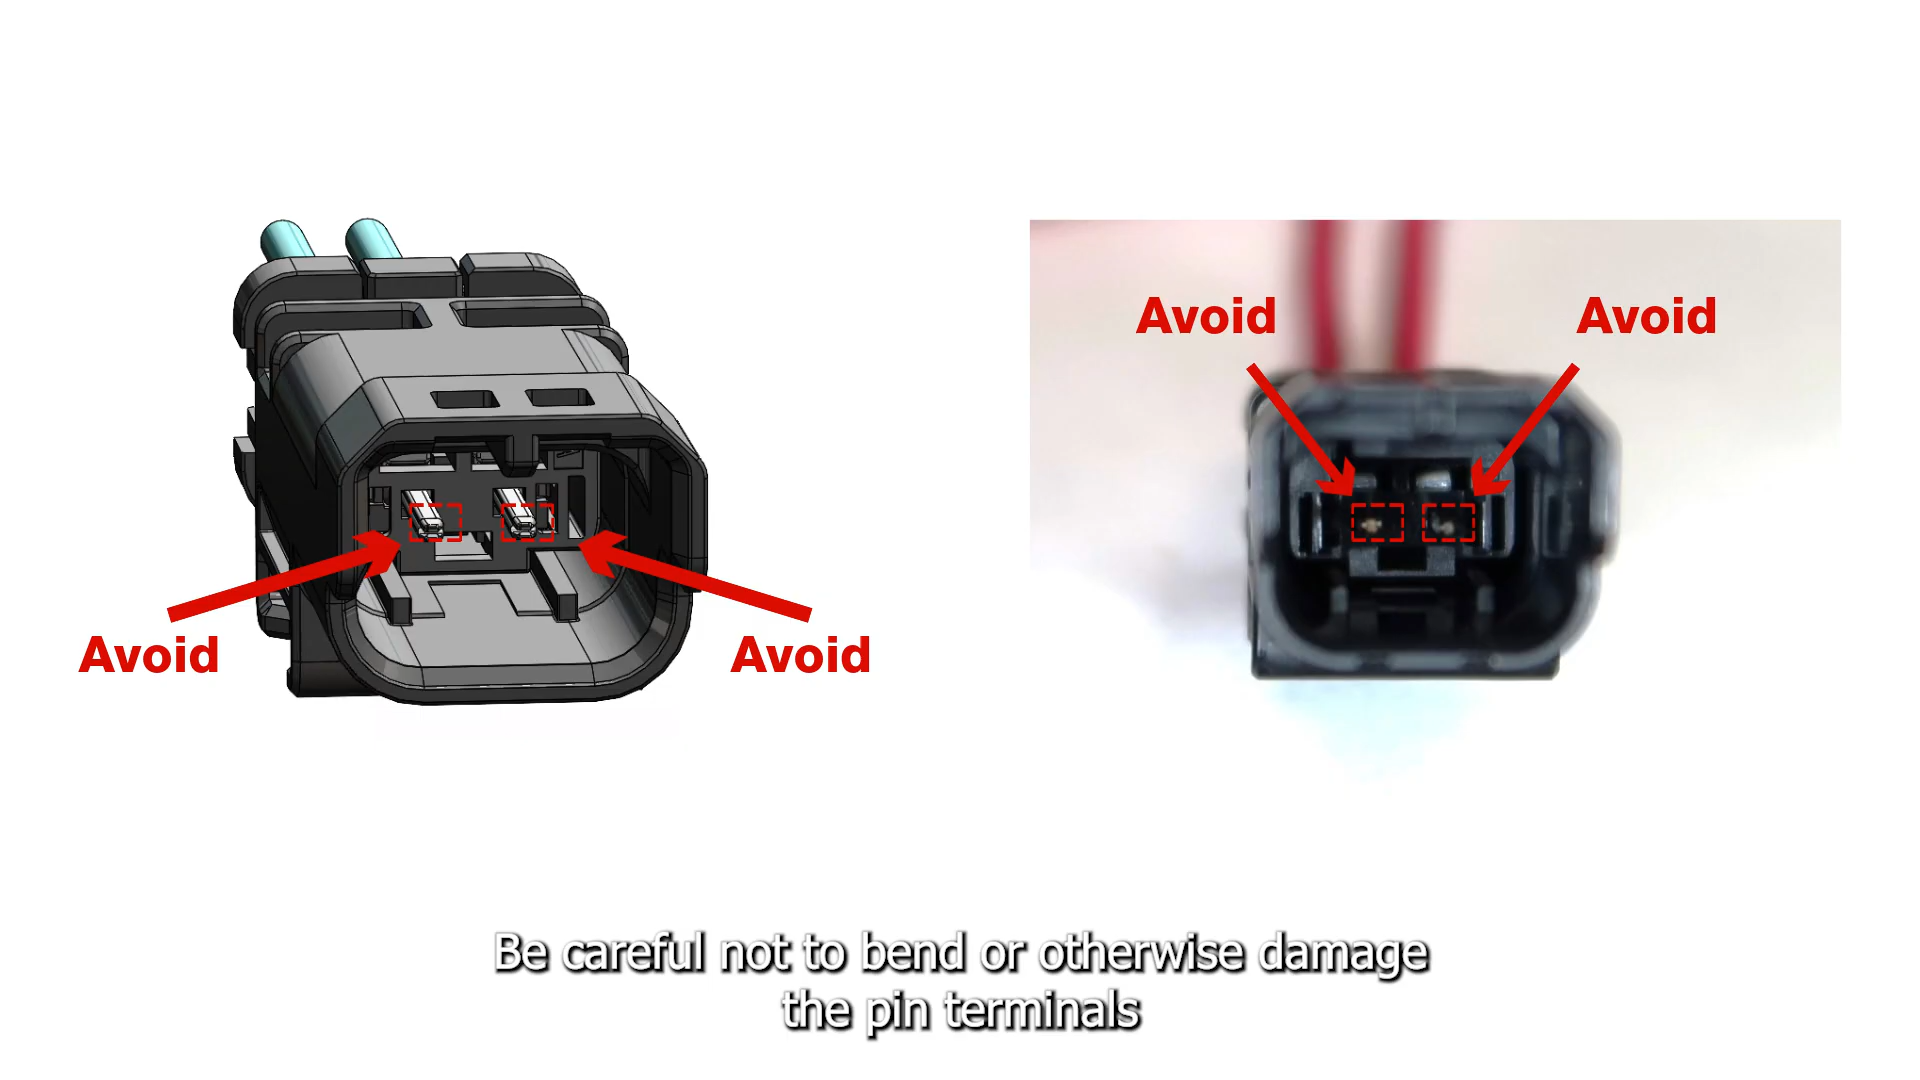 Avoid
Avoid
Avoid
Avoid
Be careful not to bend or otherwise damage
the pin terminals